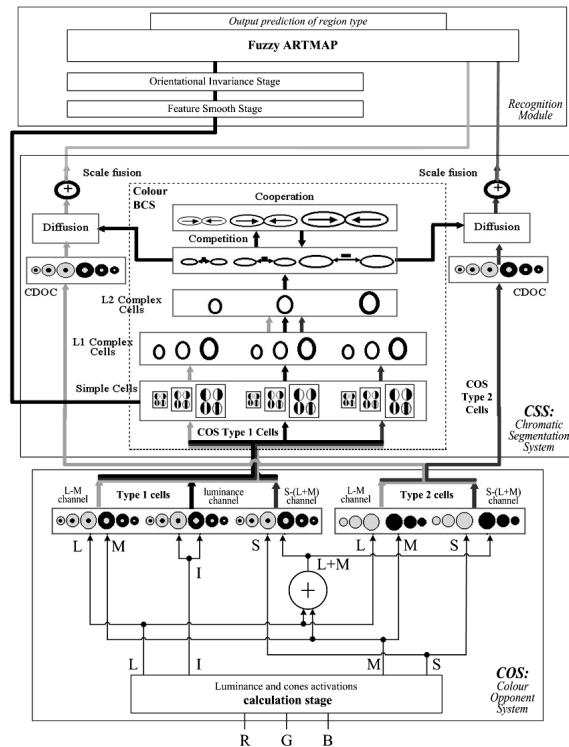 Output prediction of region type
Fuzzy ARTMAP
Orientational Invariance Stage
Feature Smooth Stage
Recognition
Module
Scale fusion
Scale fusion
+
+
Colour
BCS
Cooperation
Diffusion
Diffusion
Competition
CDOC
CDOC
L2 Complex
Cells
L1 Complex
Cells
Simple Cells
COS Type 1 Cells
COS
Type 2
Cells
CSS:
Chromatic
Segmentation
System
L-M
channel
Type 1 cells
luminance
channel
S-(L+M)
channel
L-M
channel
Type 2 cells
S-(L+M)
channel
L
M
I
S
L+M
L
M
S
+
L
I
M
S
Luminance and cones activations
calculation stage
COS:
Colour
Opponent
System
R
G
B